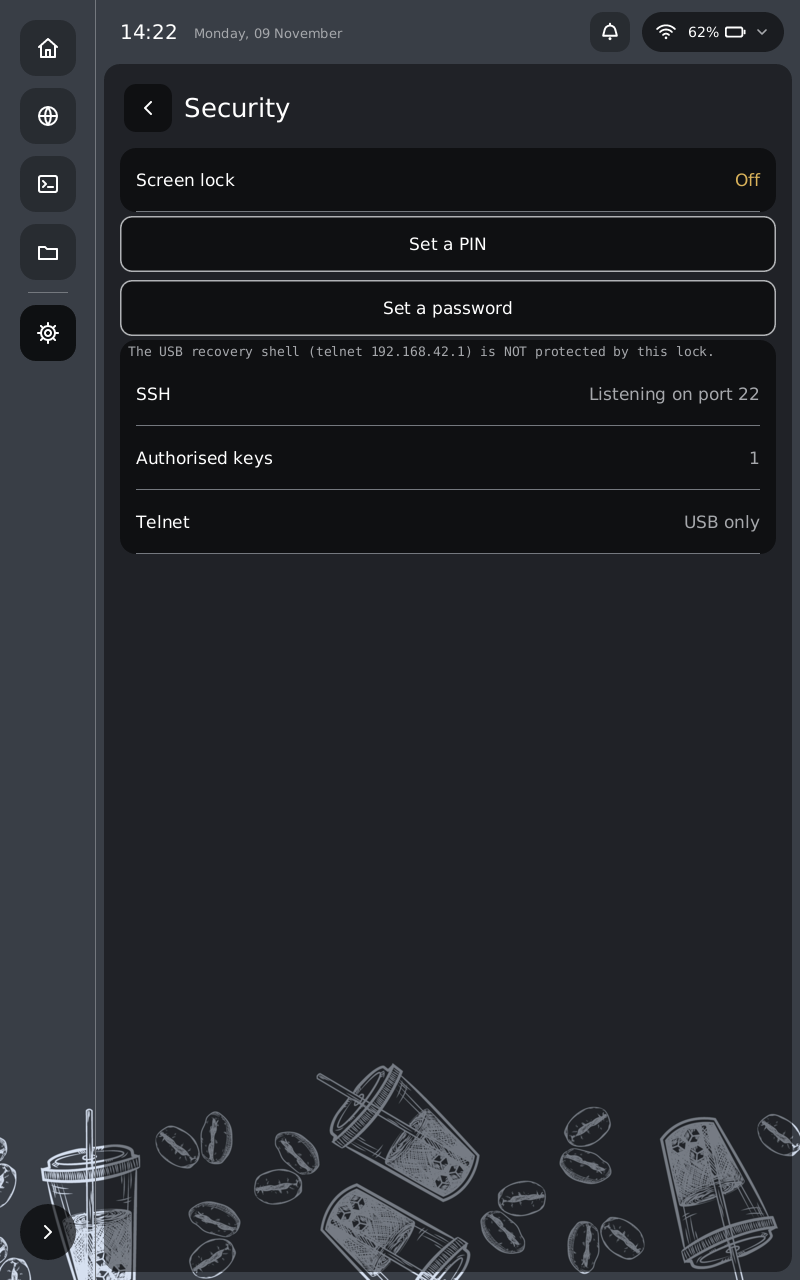 14:22 Monday, 09 November 62%
Security
Screen lock Off
Set a PIN
Set a password
The USB recovery shell (telnet 192.168.42.1) is NOT protected by this lock.
SSH Listening on port 22
Authorised keys 1
Telnet USB only